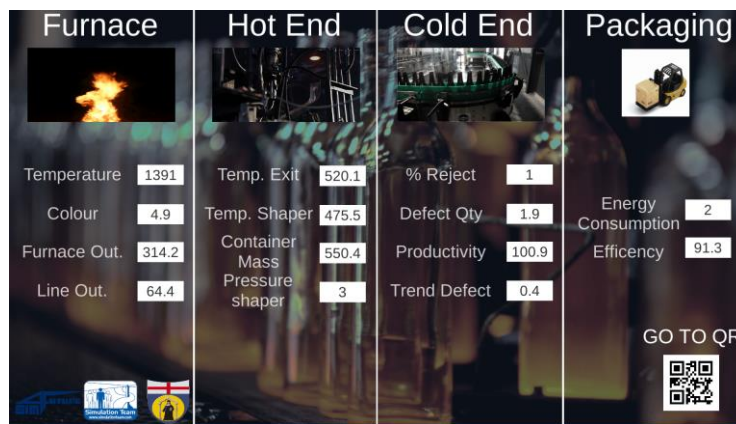 Furnace
Temperature 1391
Colour 4.9
Furnace Out. 314.2
Line Out. 64.4
Hot End
Temp. Exit 520.1
Temp. Shaper 475.5
Container
Mass 550.4
Pressure
shaper 3
Cold End
% Reject 1
Defect Qty 1.9
Productivity 100.9
Trend Defect 0.4
Packaging
Energy
Consumption 2
Efficency 91.3
GO TO QR
Simulation Team